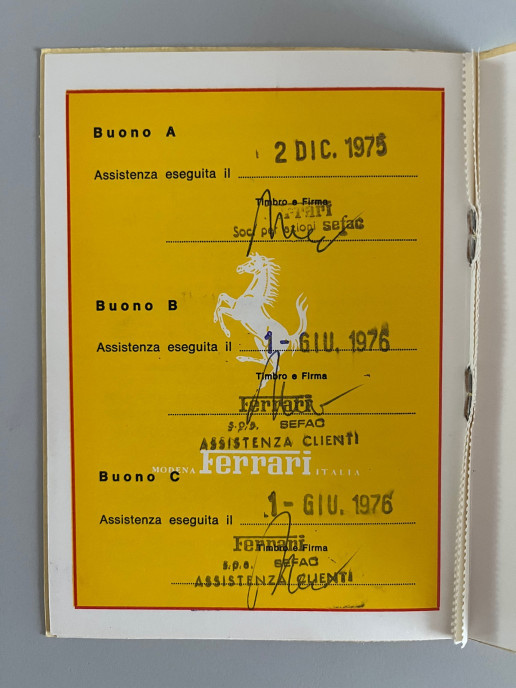 Buono A
2 DIC. 1975
Assistenza eseguita il
Timbro e Firma
Ferrari
Soc. per azioni sefac
Buono B
1 - GIU. 1976
Assistenza eseguita il
Timbro e Firma
Ferrari
s.p.a. SEFAC
ASSISTENZA CLIENTI
MODENA Ferrari ITALIA
Buono C
1 - GIU. 1976
Assistenza eseguita il
Ferrari
Timbro e Firma
s.p.a. SEFAC
ASSISTENZA CLIENTI